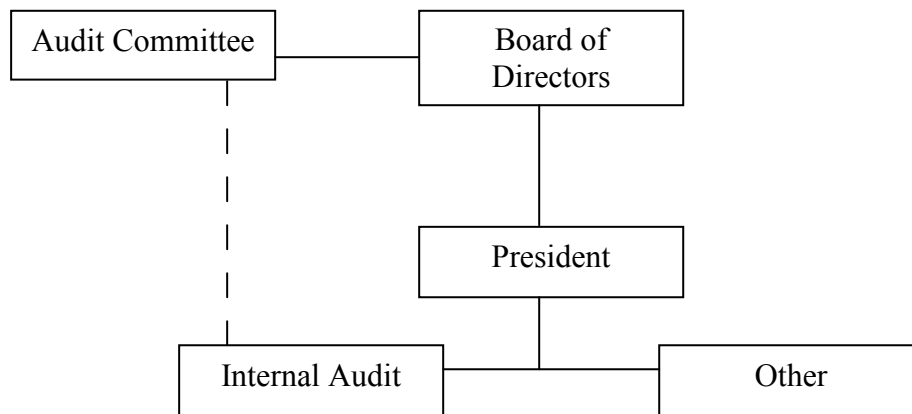 Audit Committee
Board of
Directors
President
Internal Audit
Other